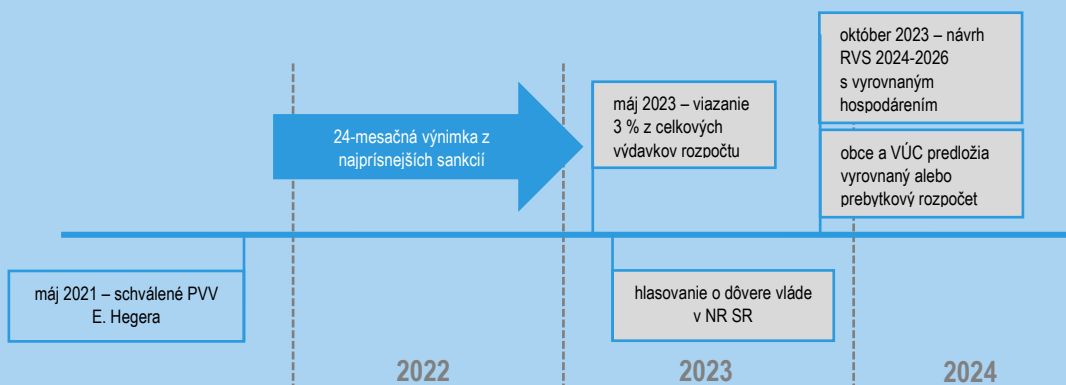 október 2023 – návrh
RVS 2024-2026
s vyrovnaným
hospodárením
máj 2023 – viazanie
3 % z celkových
výdavkov rozpočtu
24-mesačná výnimka z
najprísnejších sankcií
obce a VÚC predložia
vyrovnaný alebo
prebytkový rozpočet
máj 2021 – schválené PVV
E. Hegera
hlasovanie o dôvere vláde
v NR SR
2022
2023
2024